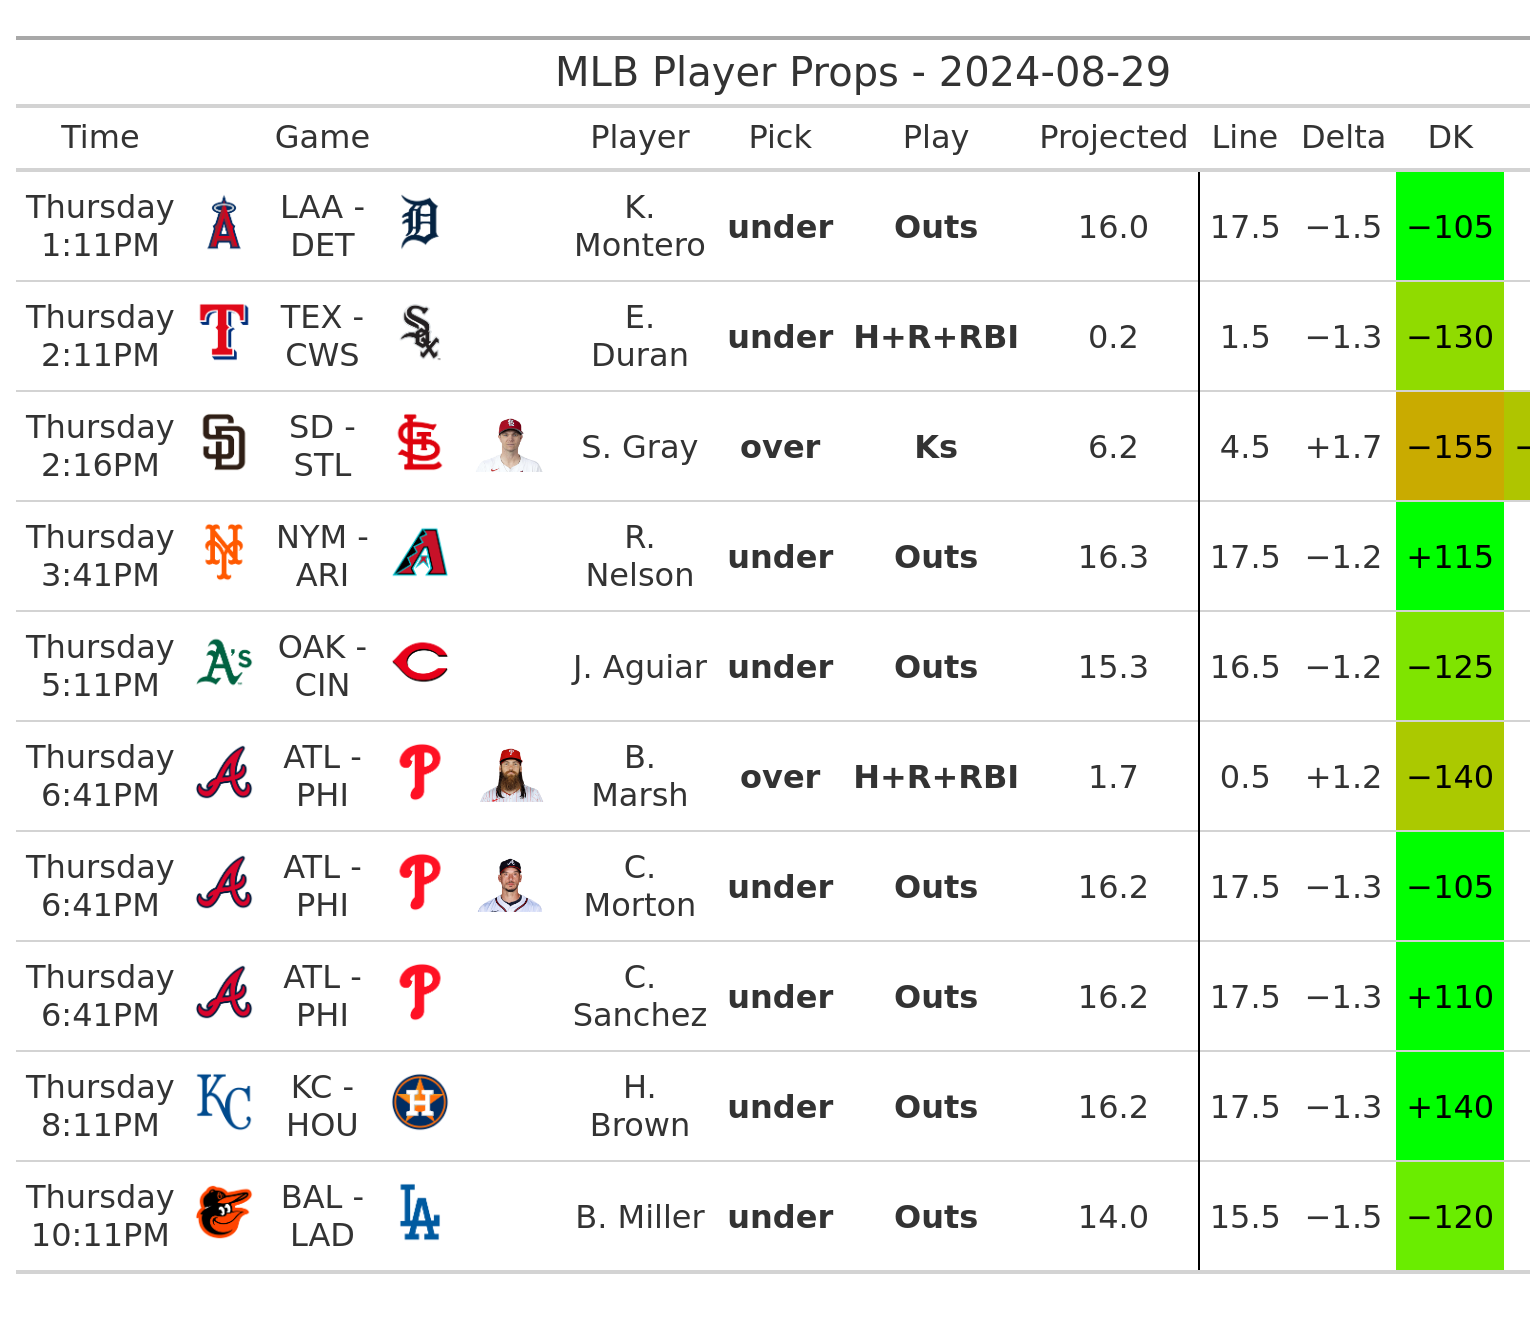 MLB Player Props - 2024-08-29
Time Game Player Pick Play Projected Line Delta DK
Thursday 1:11PM LAA - DET K. Montero under Outs 16.0 17.5 −1.5 −105
Thursday 2:11PM TEX - CWS E. Duran under H+R+RBI 0.2 1.5 −1.3 −130
Thursday 2:16PM SD - STL S. Gray over Ks 6.2 4.5 +1.7 −155 −
Thursday 3:41PM NYM - ARI R. Nelson under Outs 16.3 17.5 −1.2 +115
Thursday 5:11PM OAK - CIN J. Aguiar under Outs 15.3 16.5 −1.2 −125
Thursday 6:41PM ATL - PHI B. Marsh over H+R+RBI 1.7 0.5 +1.2 −140
Thursday 6:41PM ATL - PHI C. Morton under Outs 16.2 17.5 −1.3 −105
Thursday 6:41PM ATL - PHI C. Sanchez under Outs 16.2 17.5 −1.3 +110
Thursday 8:11PM KC - HOU H. Brown under Outs 16.2 17.5 −1.3 +140
Thursday 10:11PM BAL - LAD B. Miller under Outs 14.0 15.5 −1.5 −120